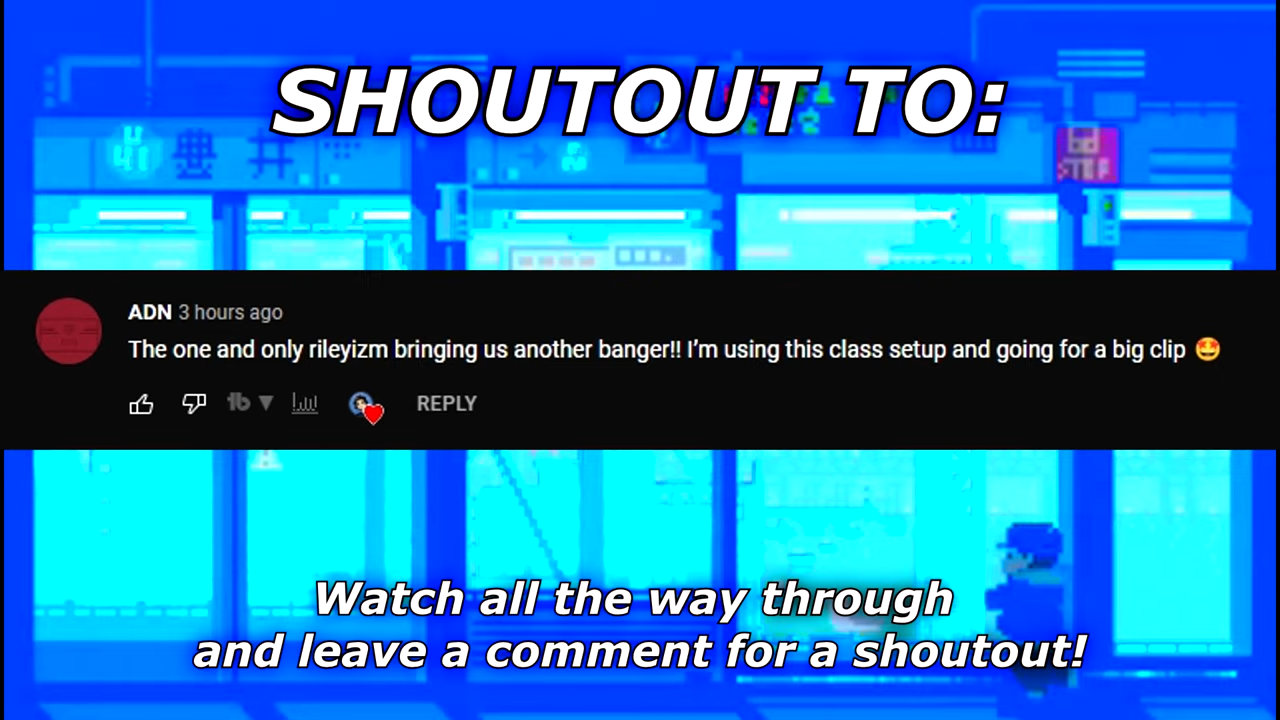 SHOUTOUT TO:
ADN 3 hours ago
The one and only rileyizm bringing us another banger!! I’m using this class setup and going for a big clip 🤩
REPLY
Watch all the way through
and leave a comment for a shoutout!